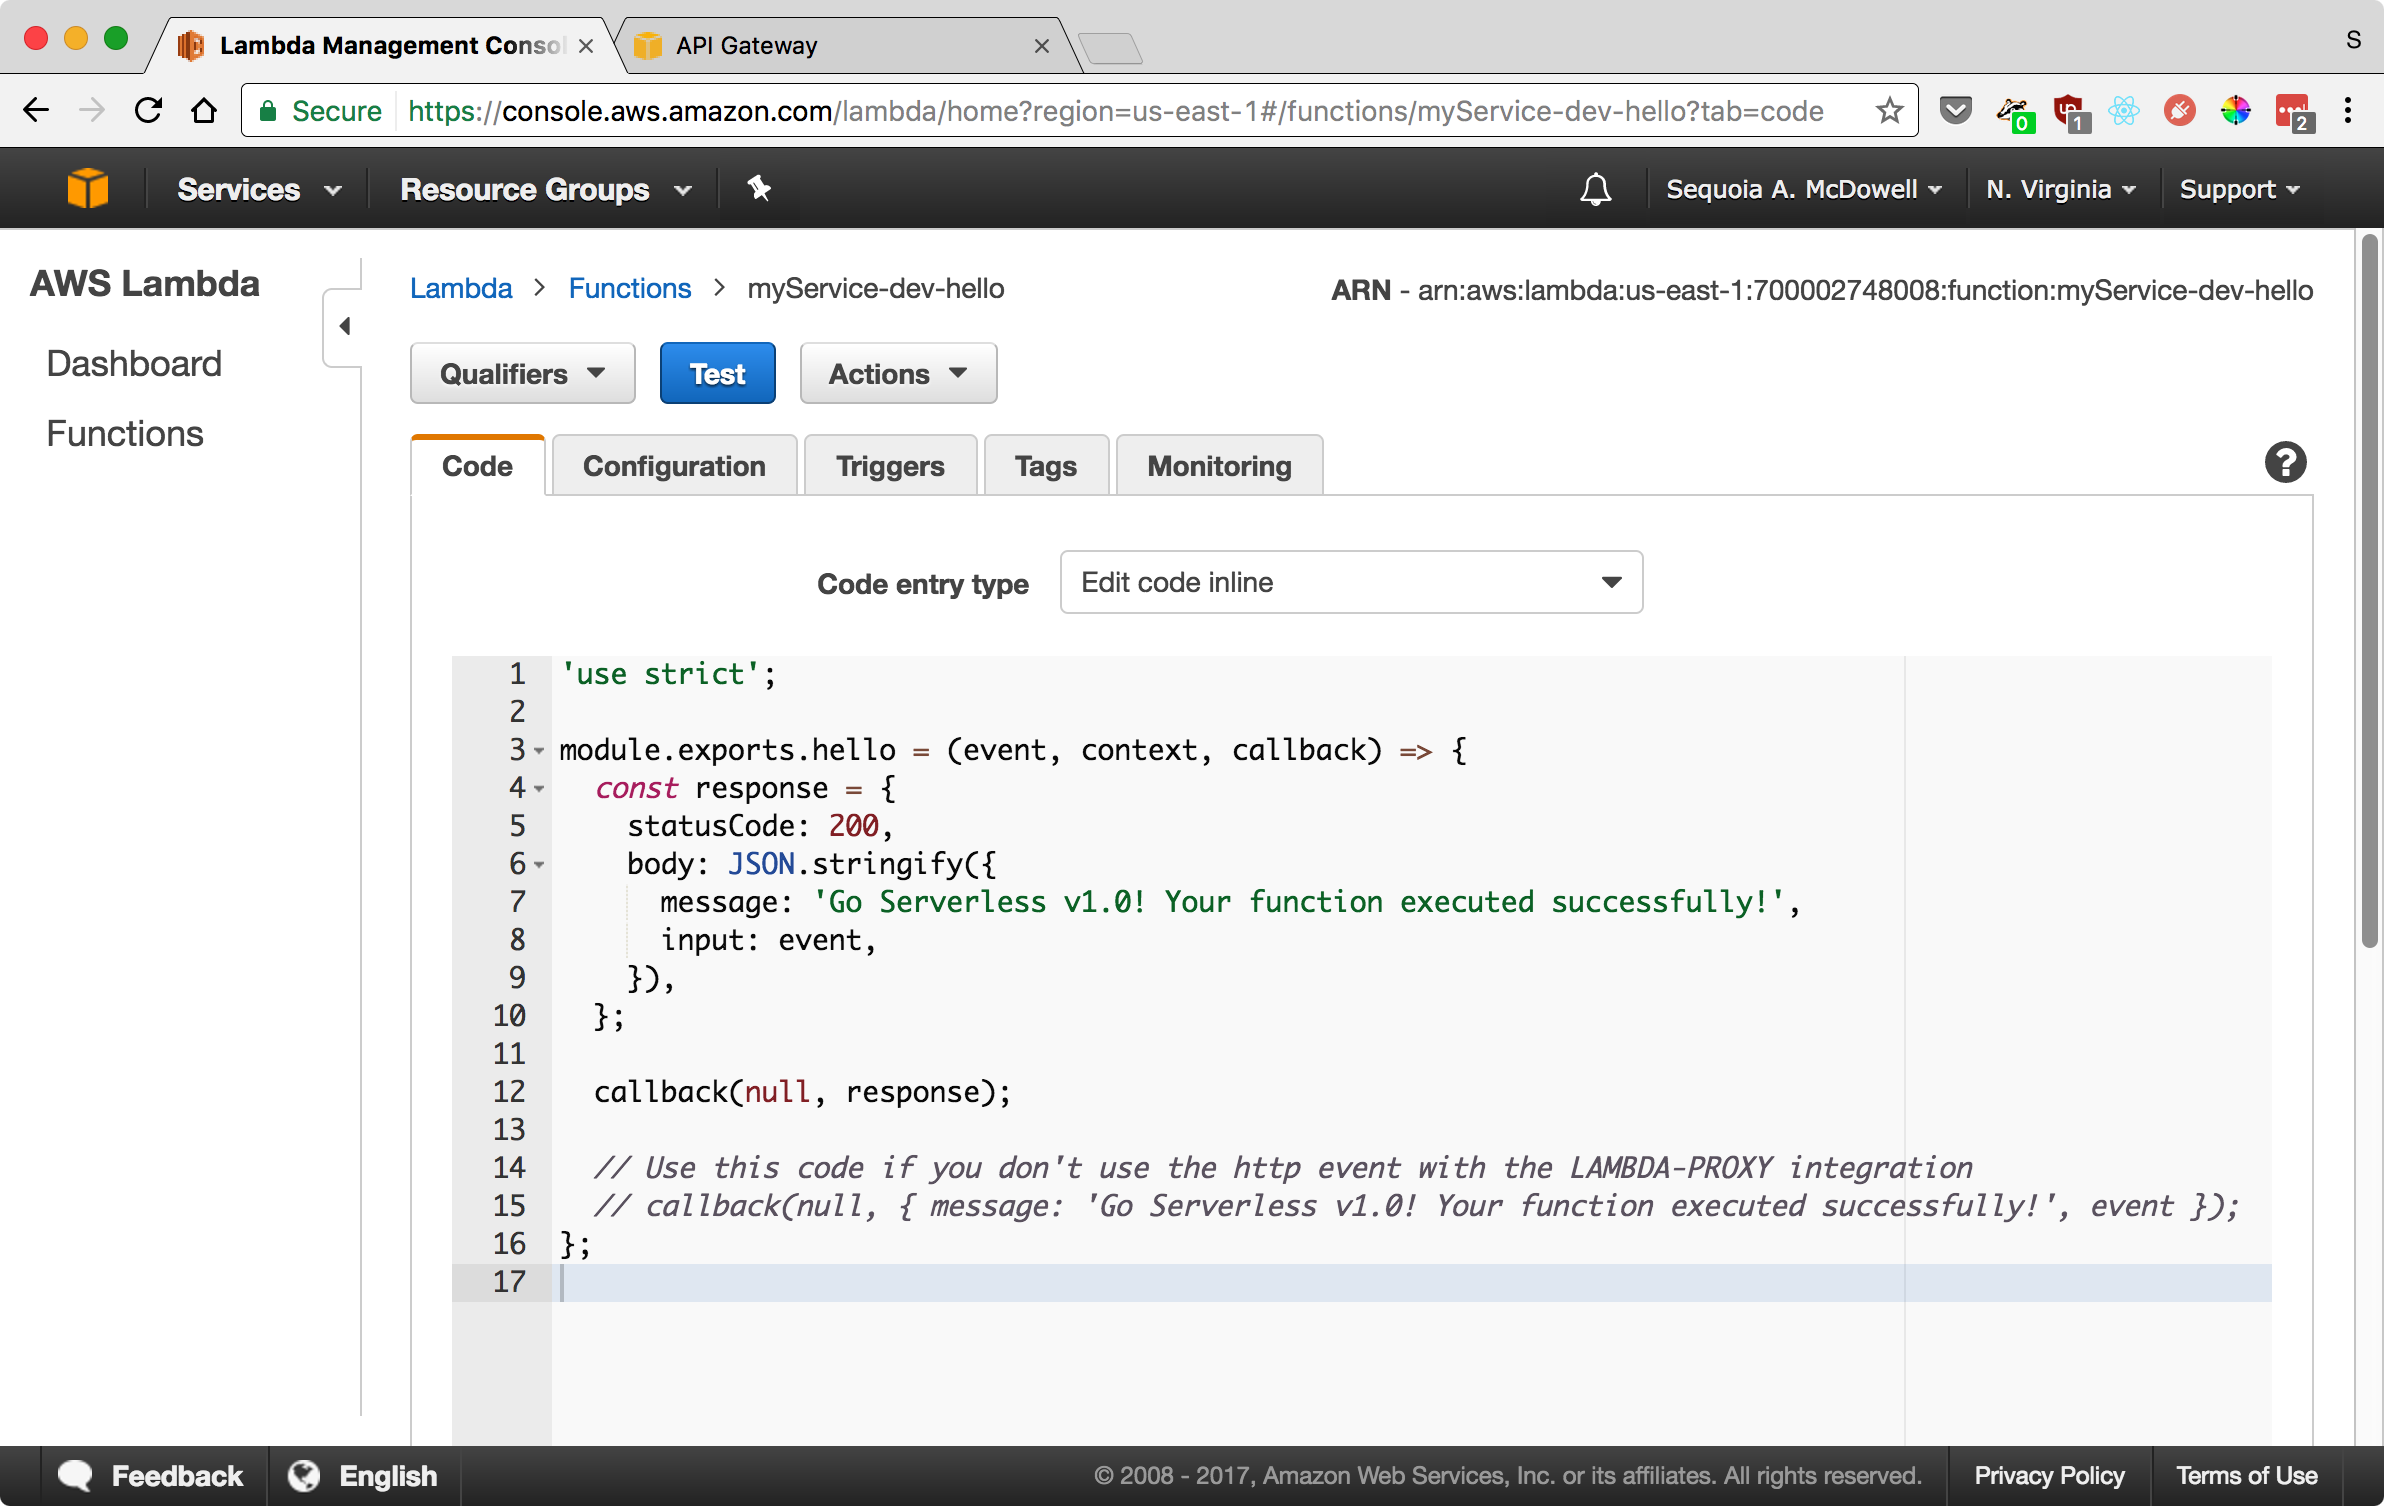 Lambda Management Consol
API Gateway
S
Secure
https://console.aws.amazon.com/lambda/home?region=us-east-1#/functions/myService-dev-hello?tab=code
0
1
2
Services
Resource Groups
Sequoia A. McDowell
N. Virginia
Support
AWS Lambda
Dashboard
Functions
Lambda > Functions > myService-dev-hello
ARN - arn:aws:lambda:us-east-1:700002748008:function:myService-dev-hello
Qualifiers
Test
Actions
Code
Configuration
Triggers
Tags
Monitoring
?
Code entry type
Edit code inline
1 'use strict';
2
3 module.exports.hello = (event, context, callback) => {
4   const response = {
5     statusCode: 200,
6     body: JSON.stringify({
7       message: 'Go Serverless v1.0! Your function executed successfully!',
8       input: event,
9     }),
10   };
11
12   callback(null, response);
13
14   // Use this code if you don't use the http event with the LAMBDA-PROXY integration
15   // callback(null, { message: 'Go Serverless v1.0! Your function executed successfully!', event });
16 };
17
Feedback
English
© 2008 - 2017, Amazon Web Services, Inc. or its affiliates. All rights reserved.
Privacy Policy
Terms of Use